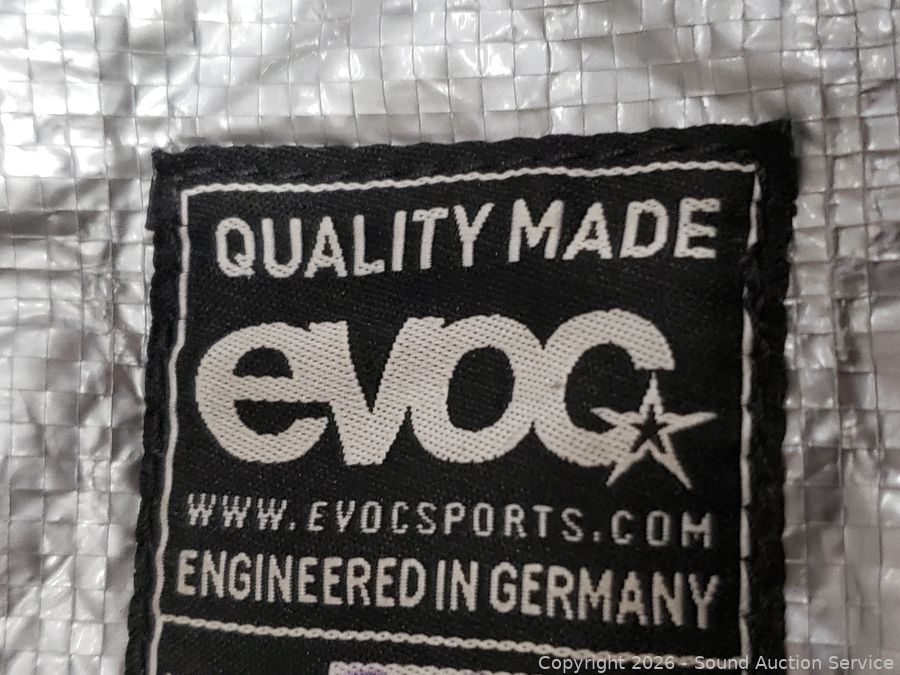 QUALITY MADE
evoc
WWW.EVOCSPORTS.COM
ENGINEERED IN GERMANY
Copyright 2026 - Sound Auction Service